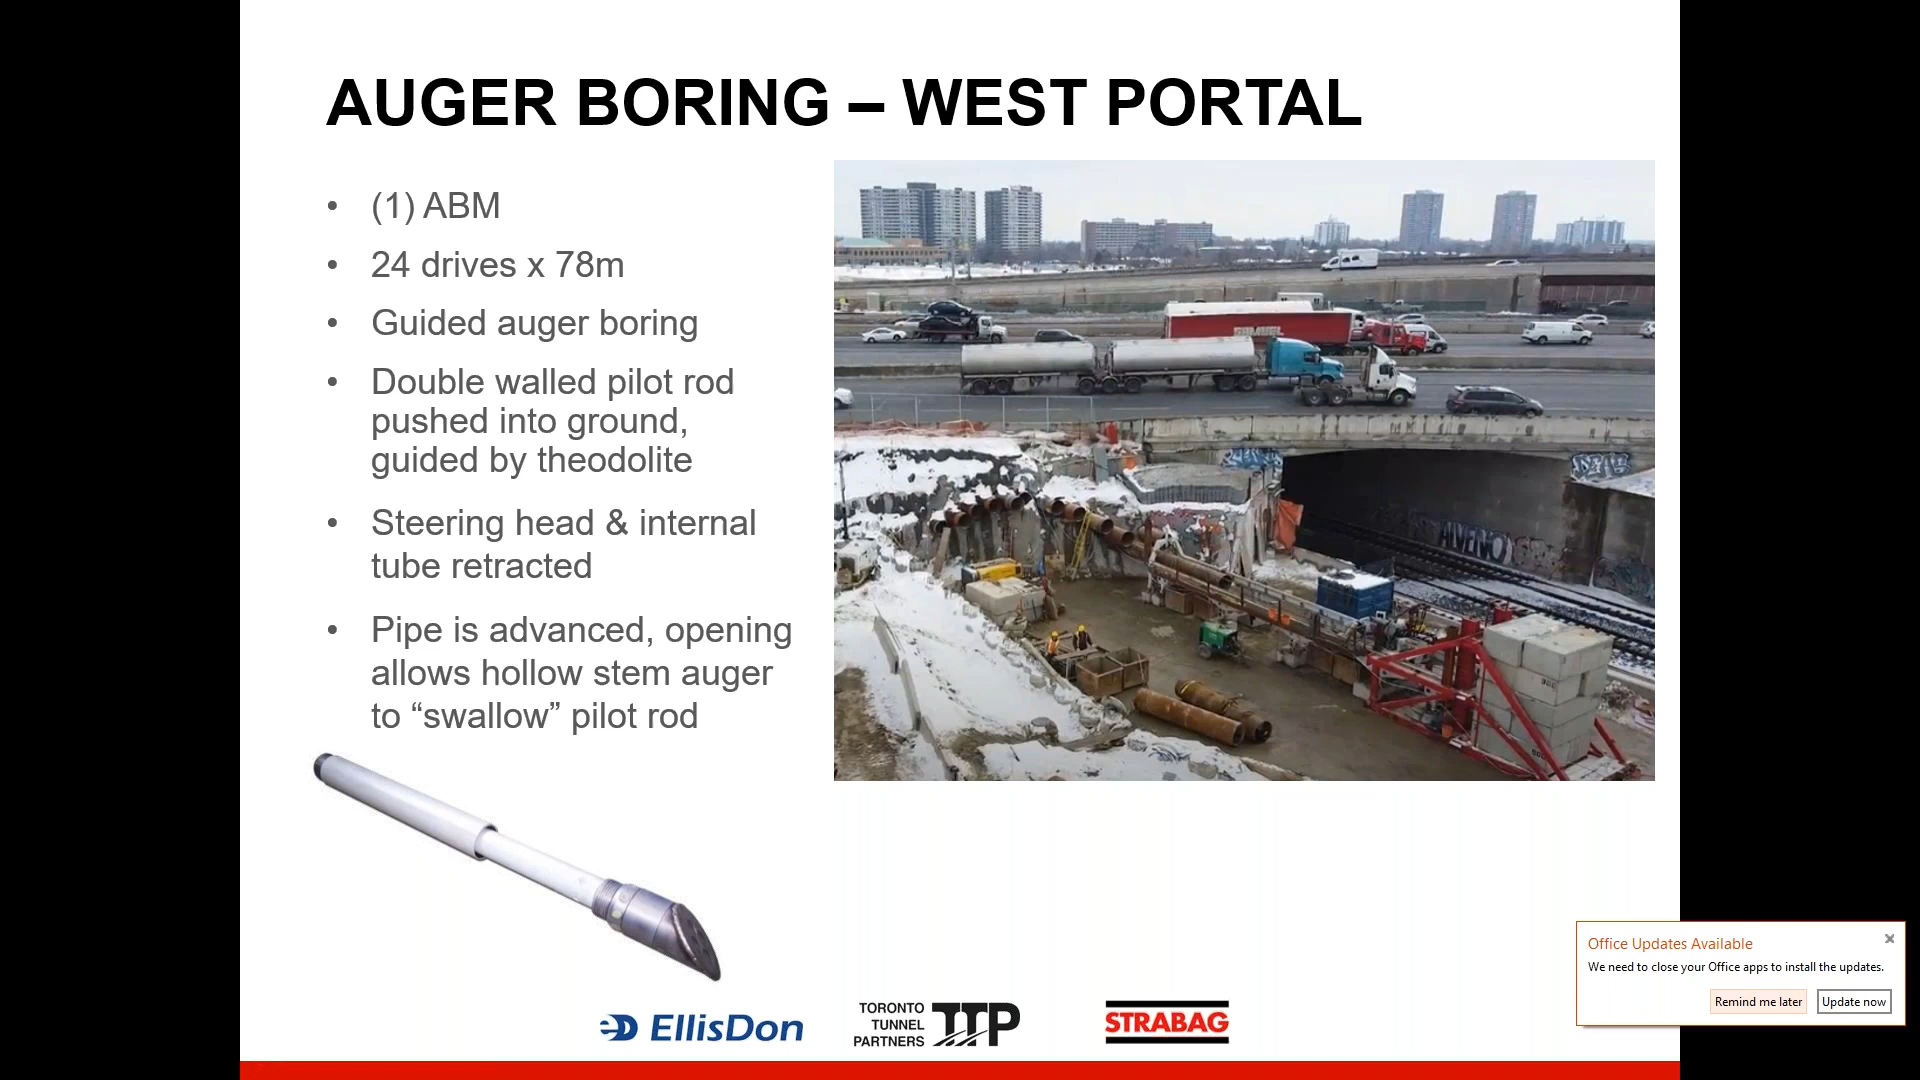 AUGER BORING – WEST PORTAL
• (1) ABM
• 24 drives x 78m
• Guided auger boring
• Double walled pilot rod
pushed into ground,
guided by theodolite
• Steering head & internal
tube retracted
• Pipe is advanced, opening
allows hollow stem auger
to “swallow” pilot rod
EllisDon
TORONTO
TUNNEL
PARTNERS
TTP
STRABAG
Office Updates Available
We need to close your Office apps to install the updates.
Remind me later
Update now